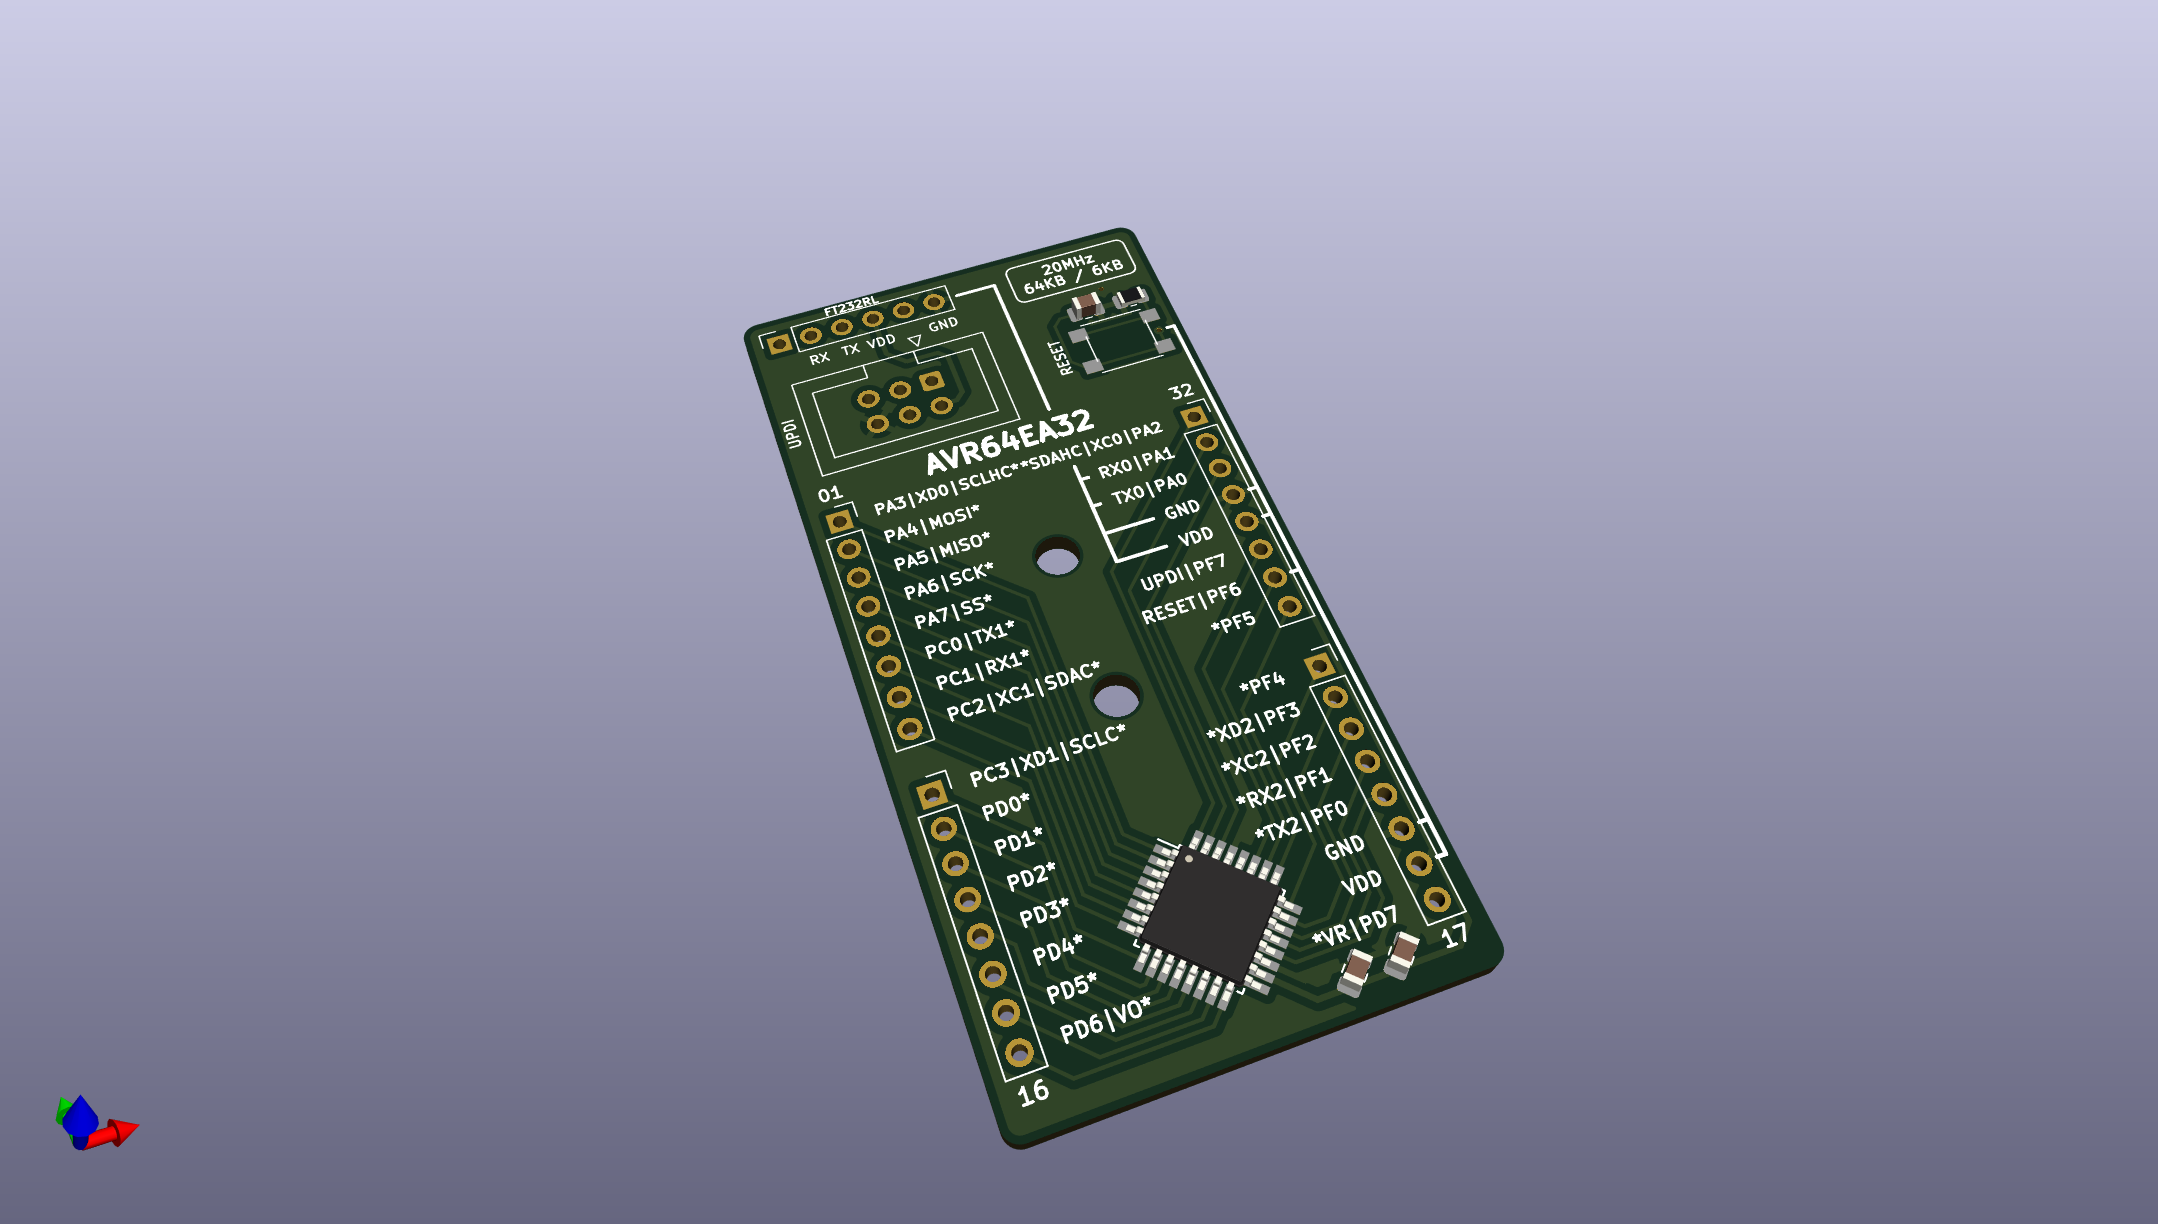 20MHz
64KB / 6KB
FT232RL
RX TX VDD GND
RESET
UPDI
AVR64EA32
32
01
PA3|XD0|SCLHC**SDAHC|XC0|PA2
PA4|MOSI*
RX0|PA1
PA5|MISO*
TX0|PA0
PA6|SCK*
GND
PA7|SS*
VDD
PC0|TX1*
UPDI|PF7
PC1|RX1*
RESET|PF6
PC2|XC1|SDAC*
*PF5
PC3|XD1|SCLC*
*PF4
PD0*
*XD2|PF3
PD1*
*XC2|PF2
PD2*
*RX2|PF1
PD3*
*TX2|PF0
PD4*
GND
PD5*
VDD
PD6|VO*
*VR|PD7
16
17